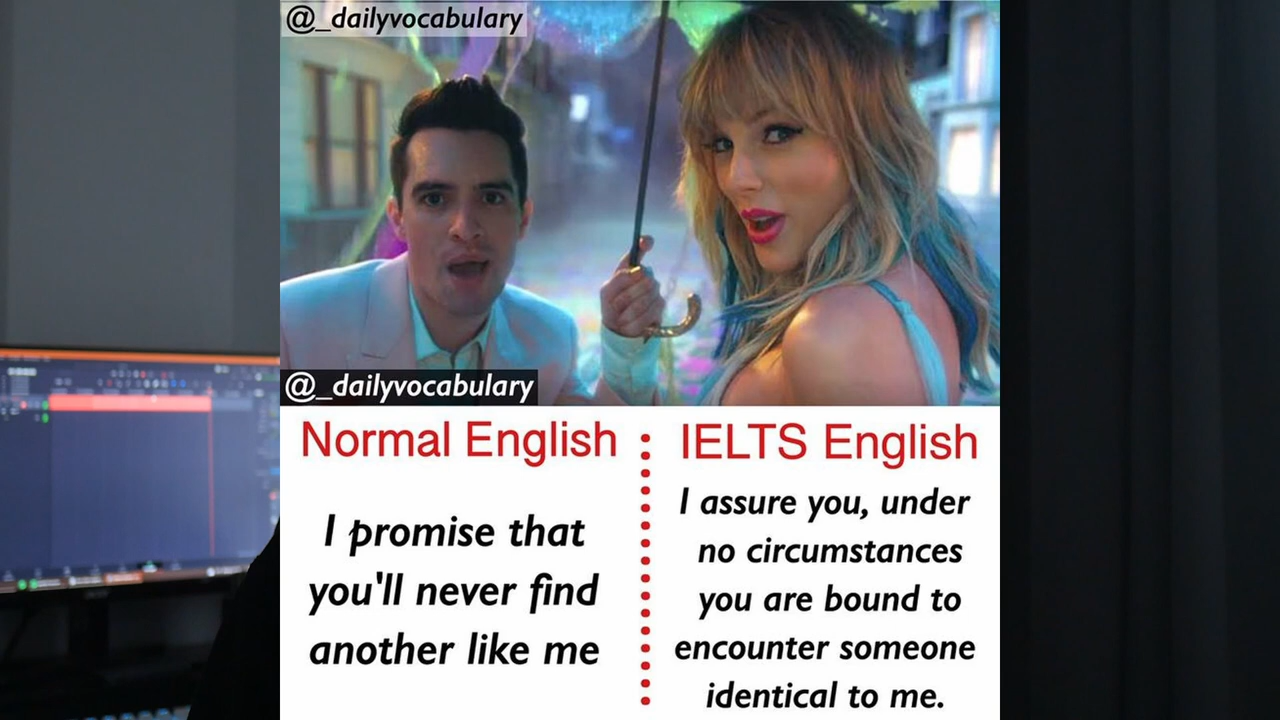 @_dailyvocabulary
@_dailyvocabulary
Normal English
I promise that
you'll never find
another like me
IELTS English
I assure you, under
no circumstances
you are bound to
encounter someone
identical to me.